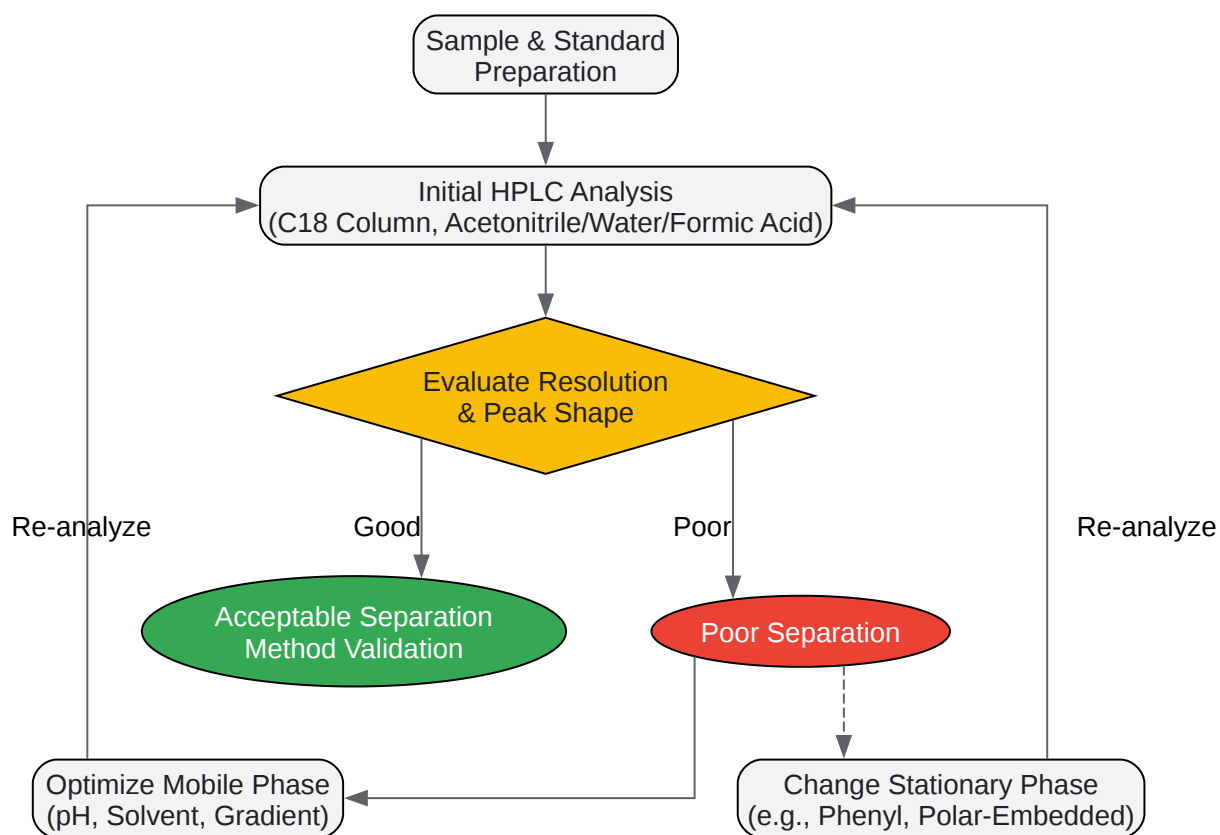 Sample & Standard
Preparation
Initial HPLC Analysis
(C18 Column, Acetonitrile/Water/Formic Acid)
Evaluate Resolution
& Peak Shape
Re-analyze
Good
Poor
Re-analyze
Acceptable Separation
Method Validation
Poor Separation
Optimize Mobile Phase
(pH, Solvent, Gradient)
Change Stationary Phase
(e.g., Phenyl, Polar-Embedded)